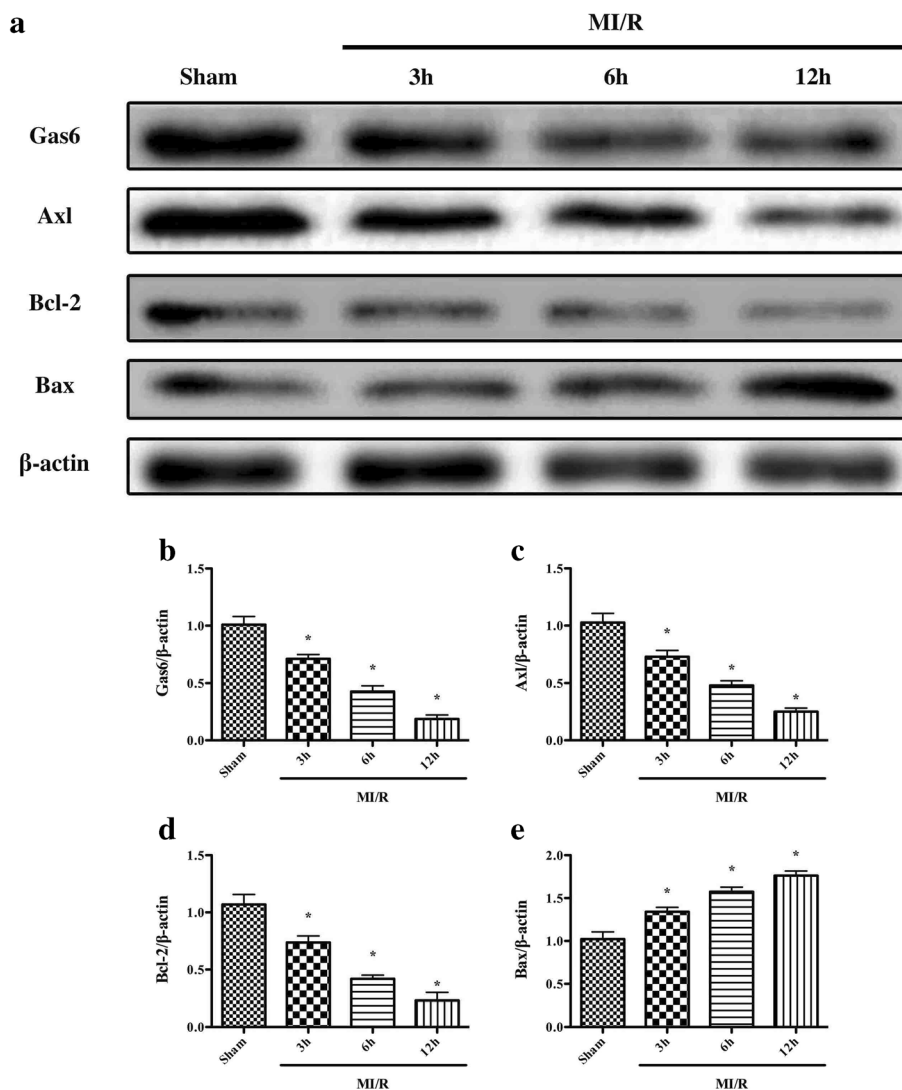 a
MI/R
Sham 3h 6h 12h
Gas6
Axl
Bcl-2
Bax
β-actin
b
Gas6/β-actin
1.5
1.0
0.5
0.0
* * *
Sham 3h 6h 12h
MI/R
c
Axl/β-actin
1.5
1.0
0.5
0.0
* * *
Sham 3h 6h 12h
MI/R
d
Bcl-2/β-actin
1.5
1.0
0.5
0.0
* * *
Sham 3h 6h 12h
MI/R
e
Bax/β-actin
2.0
1.5
1.0
0.5
0.0
* * *
Sham 3h 6h 12h
MI/R